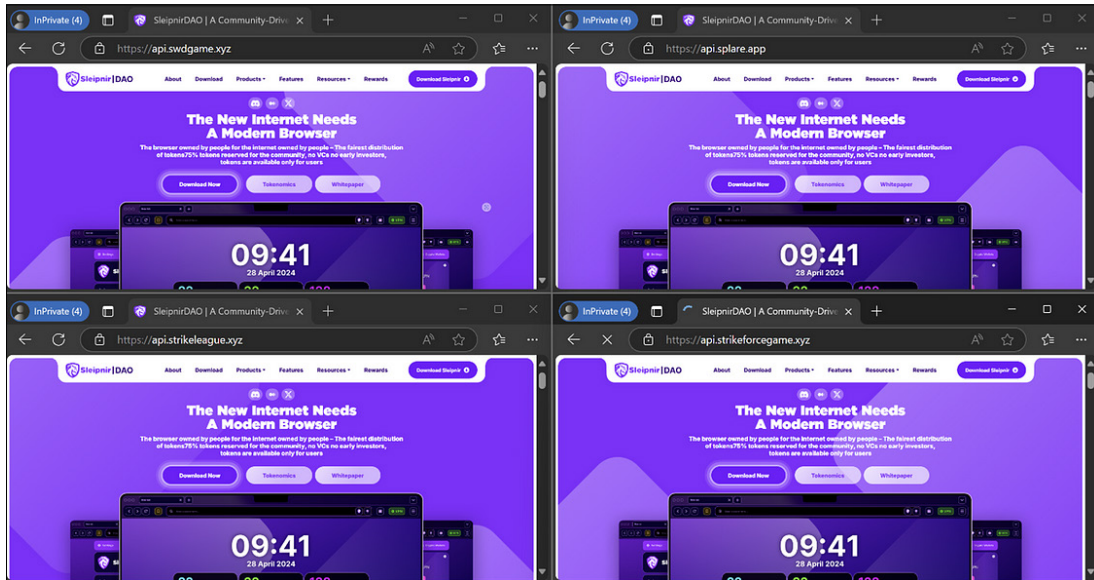 InPrivate (4)
SleipnirDAO | A Community-Drive
https://api.swdgame.xyz
Sleipnir|DAO
About Download Products Features Resources Rewards
Download Sleipnir
The New Internet Needs
A Modern Browser
The browser owned by people for the internet owned by people – The fairest distribution
of tokens75% tokens reserved for the community, no VCs no early investors,
tokens are available only for users
Download Now Tokenomics Whitepaper
09:41
28 April 2024
InPrivate (4)
SleipnirDAO | A Community-Drive
https://api.splare.app
Sleipnir|DAO
About Download Products Features Resources Rewards
Download Sleipnir
The New Internet Needs
A Modern Browser
The browser owned by people for the internet owned by people – The fairest distribution
of tokens75% tokens reserved for the community, no VCs no early investors,
tokens are available only for users
Download Now Tokenomics Whitepaper
09:41
28 April 2024
InPrivate (4)
SleipnirDAO | A Community-Drive
https://api.strikeleague.xyz
Sleipnir|DAO
About Download Products Features Resources Rewards
Download Sleipnir
The New Internet Needs
A Modern Browser
The browser owned by people for the internet owned by people – The fairest distribution
of tokens75% tokens reserved for the community, no VCs no early investors,
tokens are available only for users
Download Now Tokenomics Whitepaper
09:41
28 April 2024
InPrivate (4)
SleipnirDAO | A Community-Drive
https://api.strikeforcegame.xyz
Sleipnir|DAO
About Download Products Features Resources Rewards
Download Sleipnir
The New Internet Needs
A Modern Browser
The browser owned by people for the internet owned by people – The fairest distribution
of tokens75% tokens reserved for the community, no VCs no early investors,
tokens are available only for users
Download Now Tokenomics Whitepaper
09:41
28 April 2024